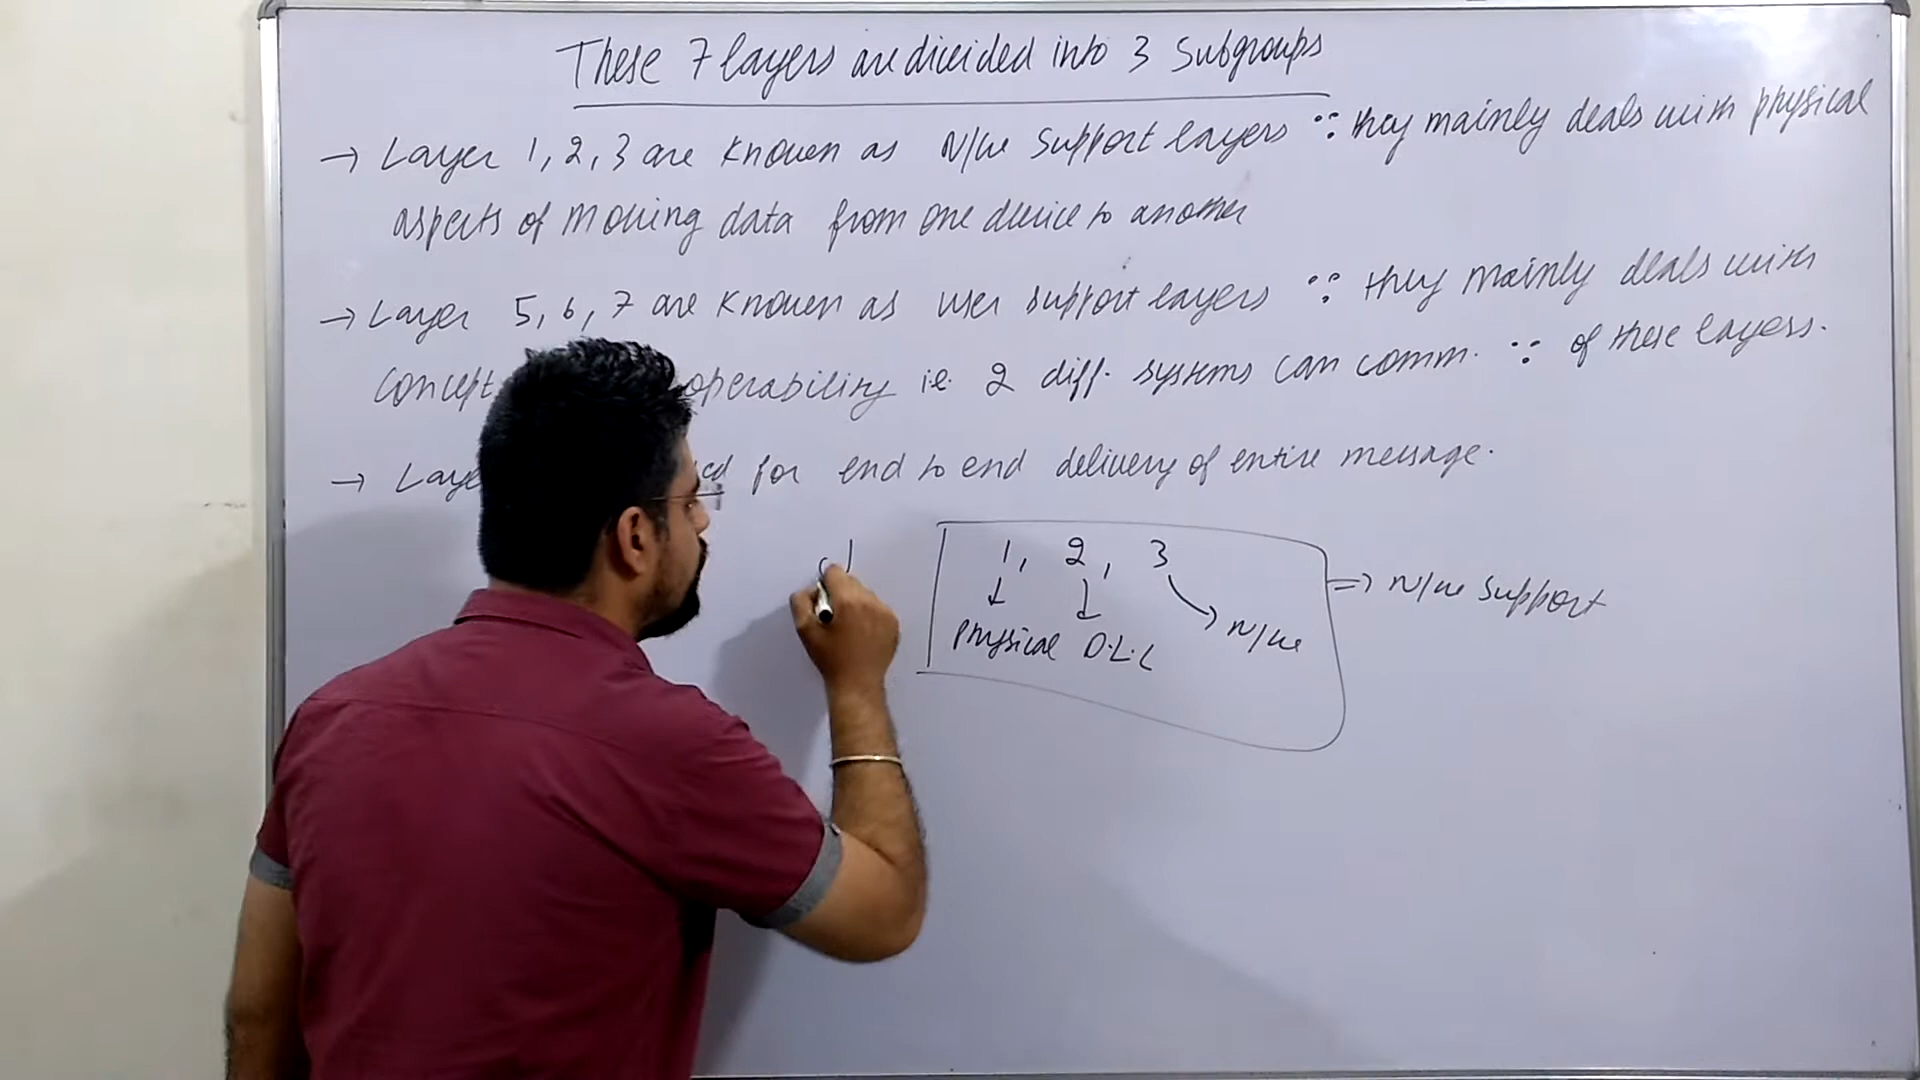 These 7 layers are divided into 3 Subgroups
→ Layer 1, 2, 3 are known as N/w Support layers ∵ they mainly deals with physical
aspects of moving data from one device to another
→ Layer 5, 6, 7 are known as user support layers ∵ they mainly deals with
concept operability i.e. 2 diff. systems can comm. ∵ of these layers.
→ Laye for end to end delivery of entire message.
1, 2, 3
Physical D.L.L N/w
⇒ N/w Support